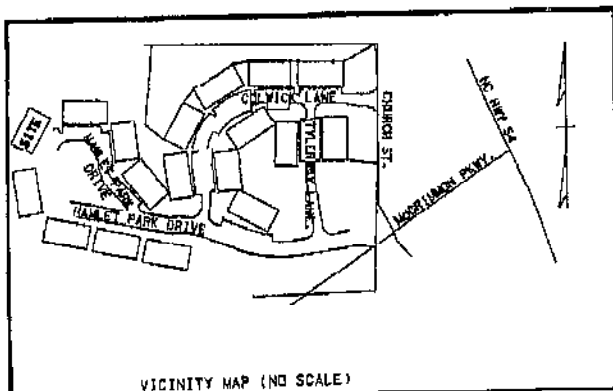 COLWICK LANE
CHURCH ST.
NC HWY 54
SITE
HAMLET PARK
DRIVE
TYLER
LANE
McCRIMMON PKWY.
HAMLET PARK DRIVE
VICINITY MAP (NO SCALE)